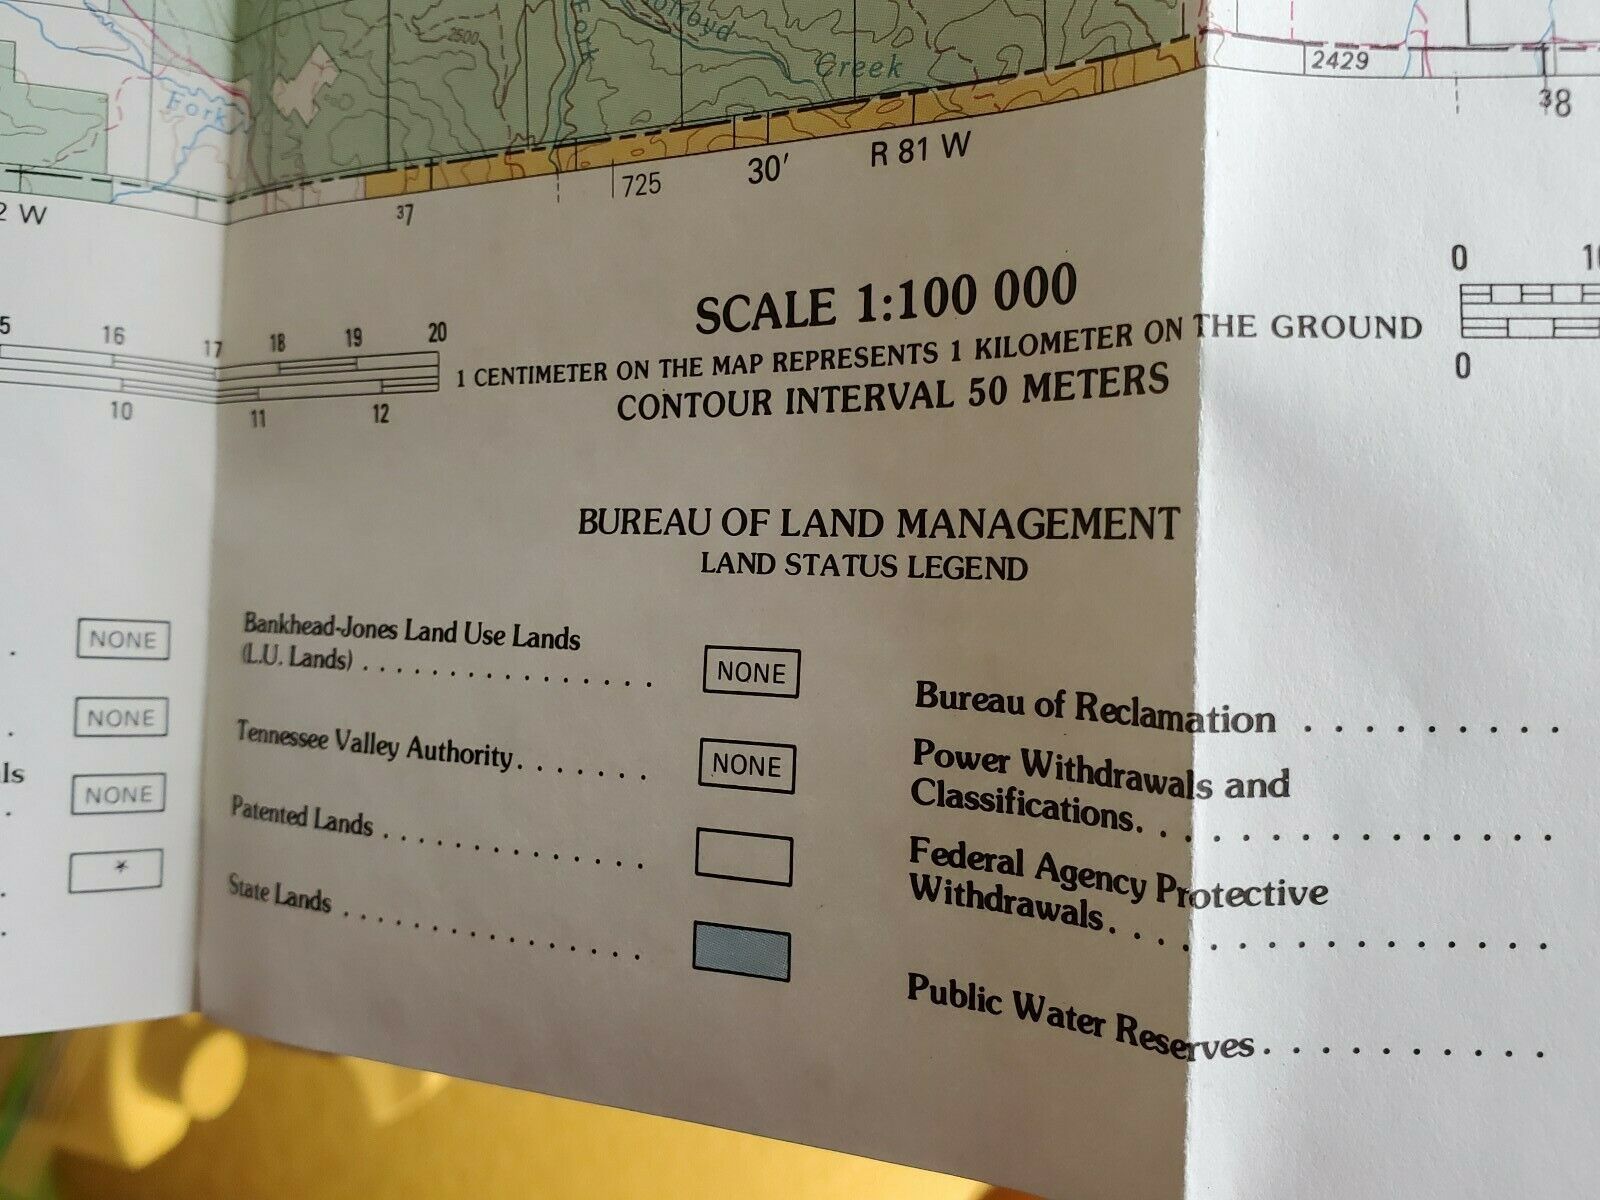 2500
Creek
Fork
Fork
2429
38
R 81 W
30'
725
37
2 W
SCALE 1:100 000
1 CENTIMETER ON THE MAP REPRESENTS 1 KILOMETER ON THE GROUND
CONTOUR INTERVAL 50 METERS
5 16 17 18 19 20
10 11 12
0 10
0
BUREAU OF LAND MANAGEMENT
LAND STATUS LEGEND
NONE
NONE
ls
NONE
*
Bankhead-Jones Land Use Lands
(L.U. Lands) . . . . . . . . . . . . . . . NONE
Tennessee Valley Authority. . . . . . . NONE
Patented Lands . . . . . . . . . . . . . .
State Lands . . . . . . . . . . . . . . . .
Bureau of Reclamation . . . . . . . . .
Power Withdrawals and
Classifications. . . . . . . . . . . . . . . .
Federal Agency Protective
Withdrawals. . . . . . . . . . . . . . . . .
Public Water Reserves. . . . . . . . . . .